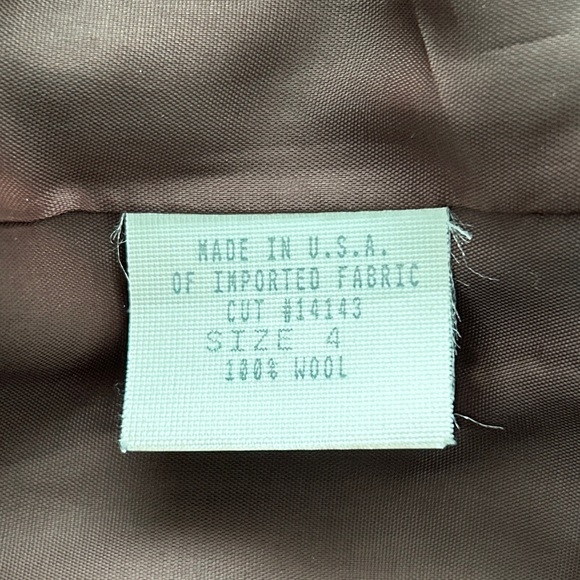 MADE IN U.S.A.
OF IMPORTED FABRIC
CUT #14143
SIZE 4
100% WOOL